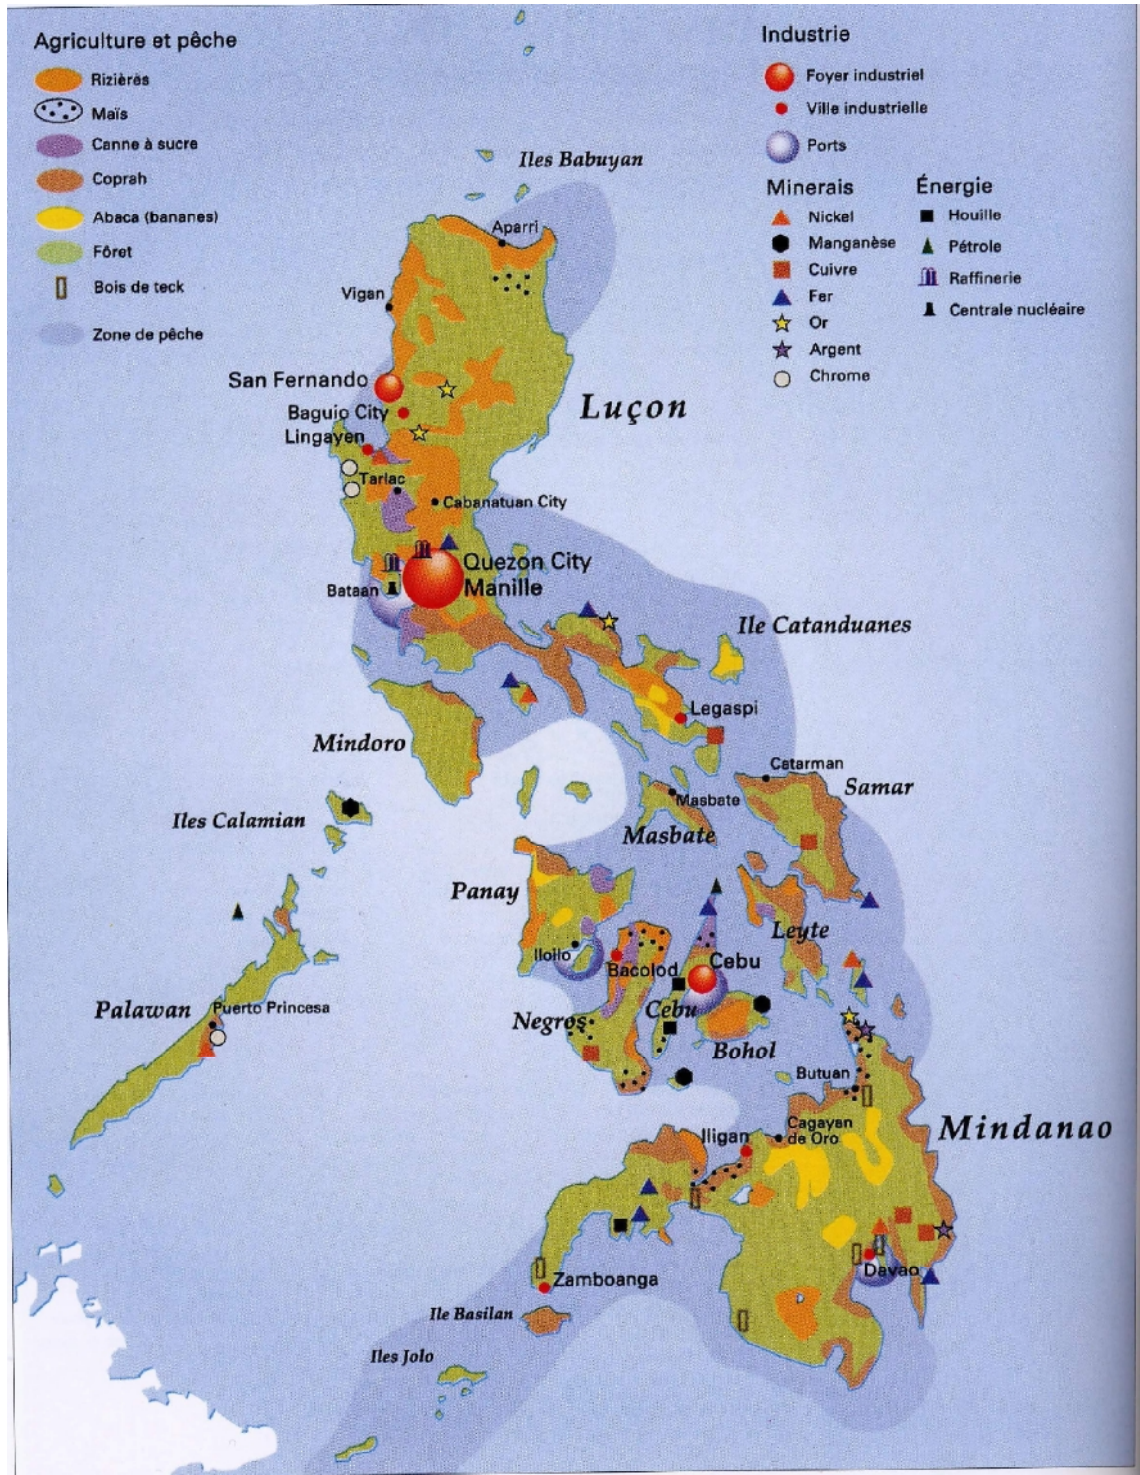 Agriculture et pêche
Rizières
Maïs
Canne à sucre
Coprah
Abaca (bananes)
Fôret
Bois de teck
Zone de pêche
Industrie
Foyer industriel
Ville industrielle
Ports
Minerais
Nickel
Manganèse
Cuivre
Fer
Or
Argent
Chrome
Énergie
Houille
Pétrole
Raffinerie
Centrale nucléaire
Iles Babuyan
Aparri
Vigan
San Fernando
Baguio City
Luçon
Lingayen
Tarlac
Cabanatuan City
Quezon City
Manille
Bataan
Ile Catanduanes
Legaspi
Mindoro
Catarman
Samar
Masbate
Masbate
Iles Calamian
Panay
Leyte
Iloilo
Bacolod
Cebu
Palawan
Puerto Princesa
Cebu
Negros
Bohol
Butuan
Mindanao
Cagayan
de Oro
Iligan
Davao
Zamboanga
Ile Basilan
Iles Jolo